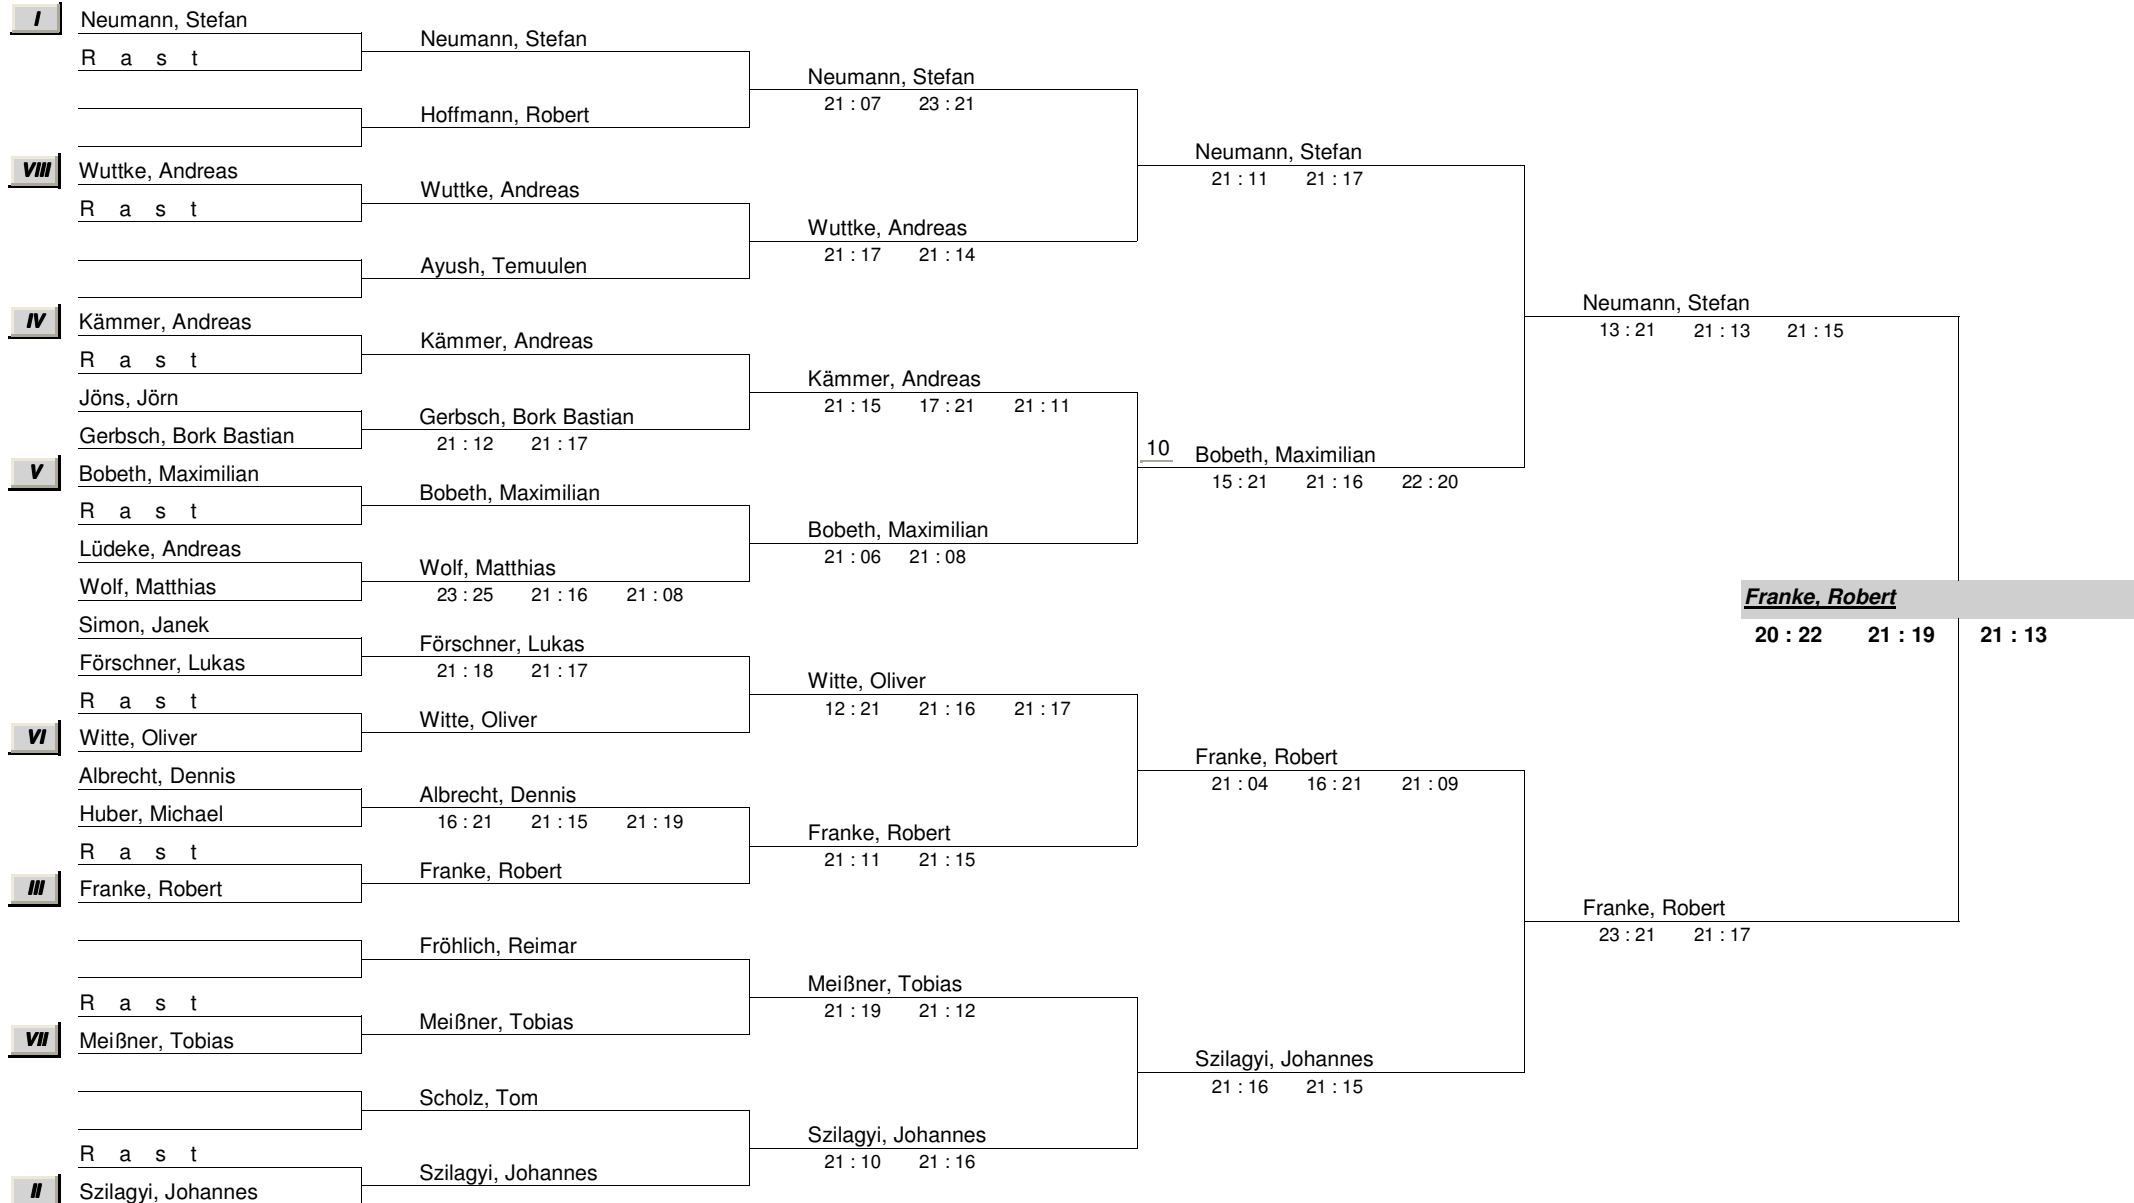 I
Neumann, Stefan
R a s t
Neumann, Stefan
Neumann, Stefan
21 : 07 23 : 21
Hoffmann, Robert
Neumann, Stefan
21 : 11 21 : 17
VIII
Wuttke, Andreas
R a s t
Wuttke, Andreas
Wuttke, Andreas
21 : 17 21 : 14
Ayush, Temuulen
Neumann, Stefan
13 : 21 21 : 13 21 : 15
IV
Kämmer, Andreas
R a s t
Kämmer, Andreas
Kämmer, Andreas
21 : 15 17 : 21 21 : 11
Jöns, Jörn
Gerbsch, Bork Bastian
Gerbsch, Bork Bastian
21 : 12 21 : 17
10
Bobeth, Maximilian
15 : 21 21 : 16 22 : 20
V
Bobeth, Maximilian
R a s t
Bobeth, Maximilian
Bobeth, Maximilian
21 : 06 21 : 08
Lüdeke, Andreas
Wolf, Matthias
Wolf, Matthias
23 : 25 21 : 16 21 : 08
Franke, Robert
20 : 22 21 : 19 21 : 13
Simon, Janek
Förschner, Lukas
Förschner, Lukas
21 : 18 21 : 17
Witte, Oliver
12 : 21 21 : 16 21 : 17
R a s t
VI
Witte, Oliver
Witte, Oliver
Franke, Robert
21 : 04 16 : 21 21 : 09
Albrecht, Dennis
Huber, Michael
Albrecht, Dennis
16 : 21 21 : 15 21 : 19
Franke, Robert
21 : 11 21 : 15
R a s t
III
Franke, Robert
Franke, Robert
Franke, Robert
23 : 21 21 : 17
Fröhlich, Reimar
Meißner, Tobias
21 : 19 21 : 12
R a s t
VII
Meißner, Tobias
Meißner, Tobias
Szilagyi, Johannes
21 : 16 21 : 15
Scholz, Tom
Szilagyi, Johannes
21 : 10 21 : 16
R a s t
II
Szilagyi, Johannes
Szilagyi, Johannes